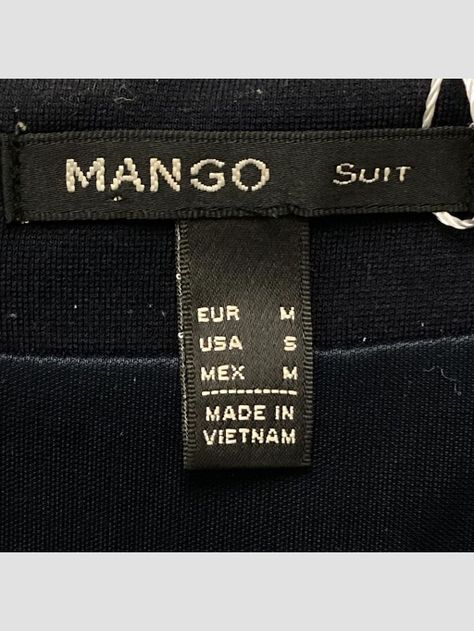 MANGO SUIT
EUR M
USA S
MEX M
MADE IN
VIETNAM